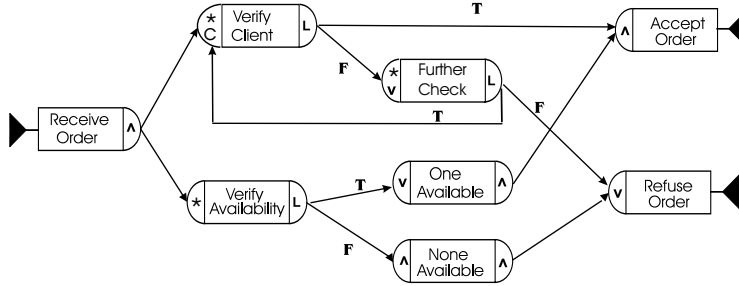 * Verify L
C Client
T
ʌ Accept
Order
F
* Further L
v Check
T
F
Receive ʌ
Order
* Verify L
Availability
T
v One ʌ
Available
v Refuse
Order
F
ʌ None ʌ
Available